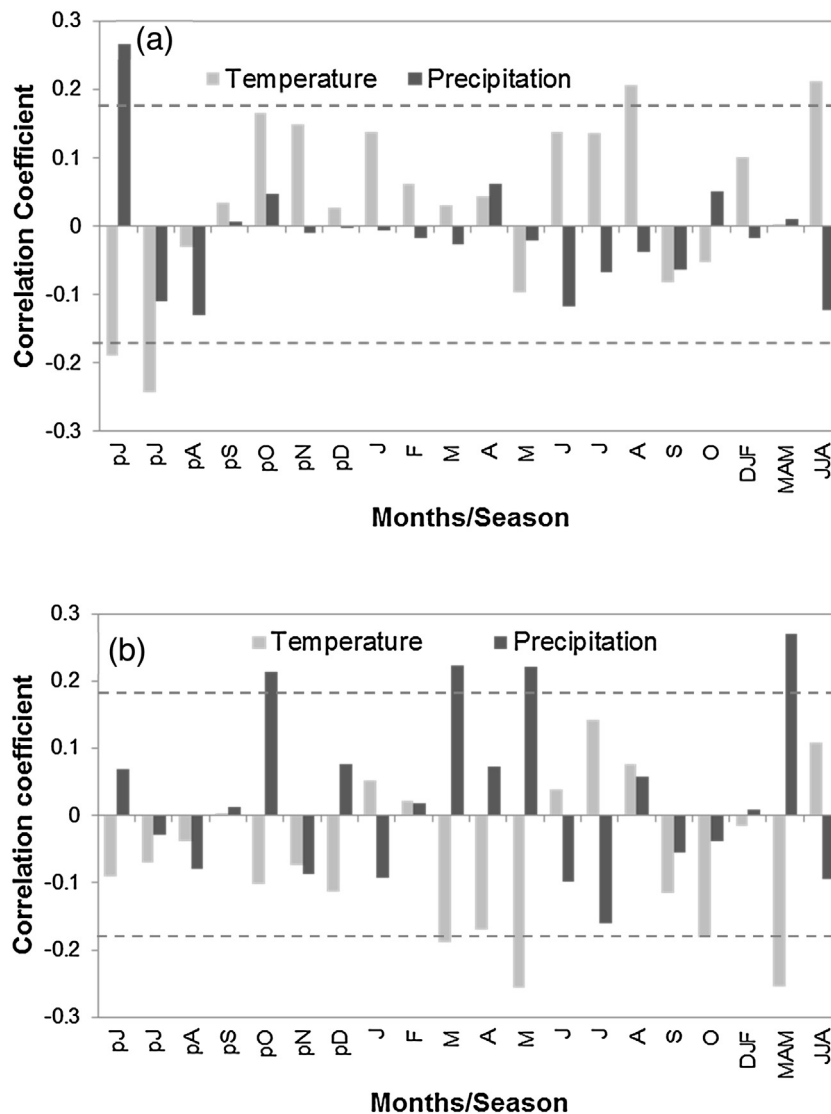 (a)
Temperature Precipitation
Correlation Coefficient
0.3
0.2
0.1
0
-0.1
-0.2
-0.3
pJ pJ pA pS pO pN pD J F M A M J J A S O DJF MAM JJA
Months/Season
(b)
Temperature Precipitation
Correlation coefficient
0.3
0.2
0.1
0
-0.1
-0.2
-0.3
pJ pJ pA pS pO pN pD J F M A M J J A S O DJF MAM JJA
Months/Season